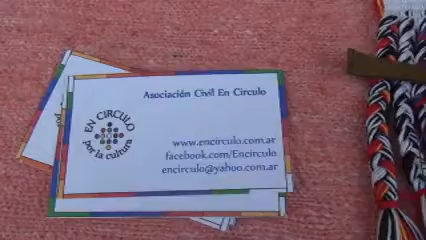 Asociación Civil En Círculo
EN CIRCULO
por la cultura
www.encirculo.com.ar
facebook.com/Encirculo
encirculo@yahoo.com.ar